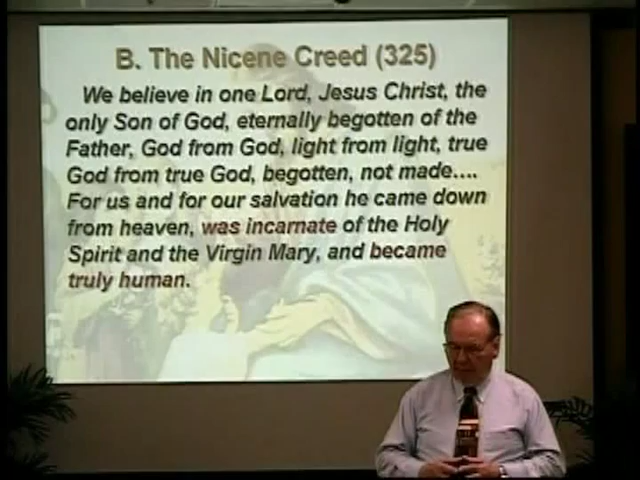 B. The Nicene Creed (325)
We believe in one Lord, Jesus Christ, the
only Son of God, eternally begotten of the
Father, God from God, light from light, true
God from true God, begotten, not made....
For us and for our salvation he came down
from heaven, was incarnate of the Holy
Spirit and the Virgin Mary, and became
truly human.